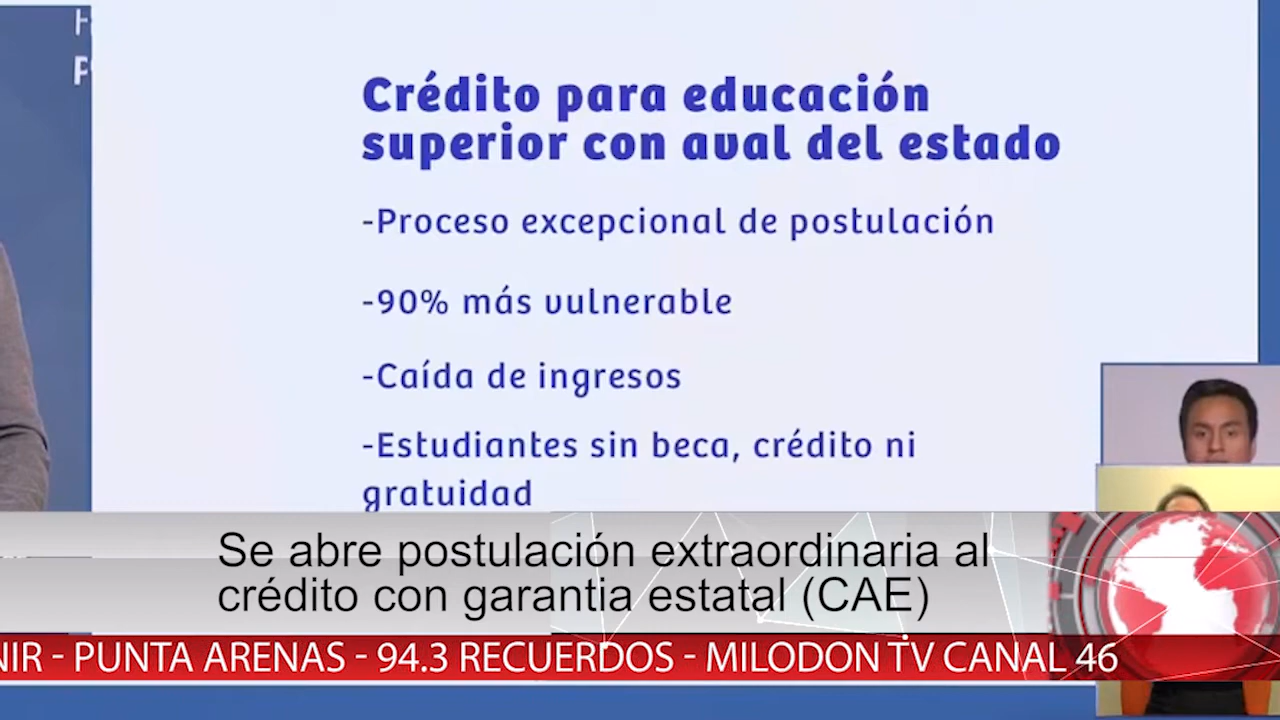 Crédito para educación
superior con aval del estado
-Proceso excepcional de postulación
-90% más vulnerable
-Caída de ingresos
-Estudiantes sin beca, crédito ni
gratuidad
Se abre postulación extraordinaria al
crédito con garantia estatal (CAE)
NIR - PUNTA ARENAS - 94.3 RECUERDOS - MILODON TV CANAL 46